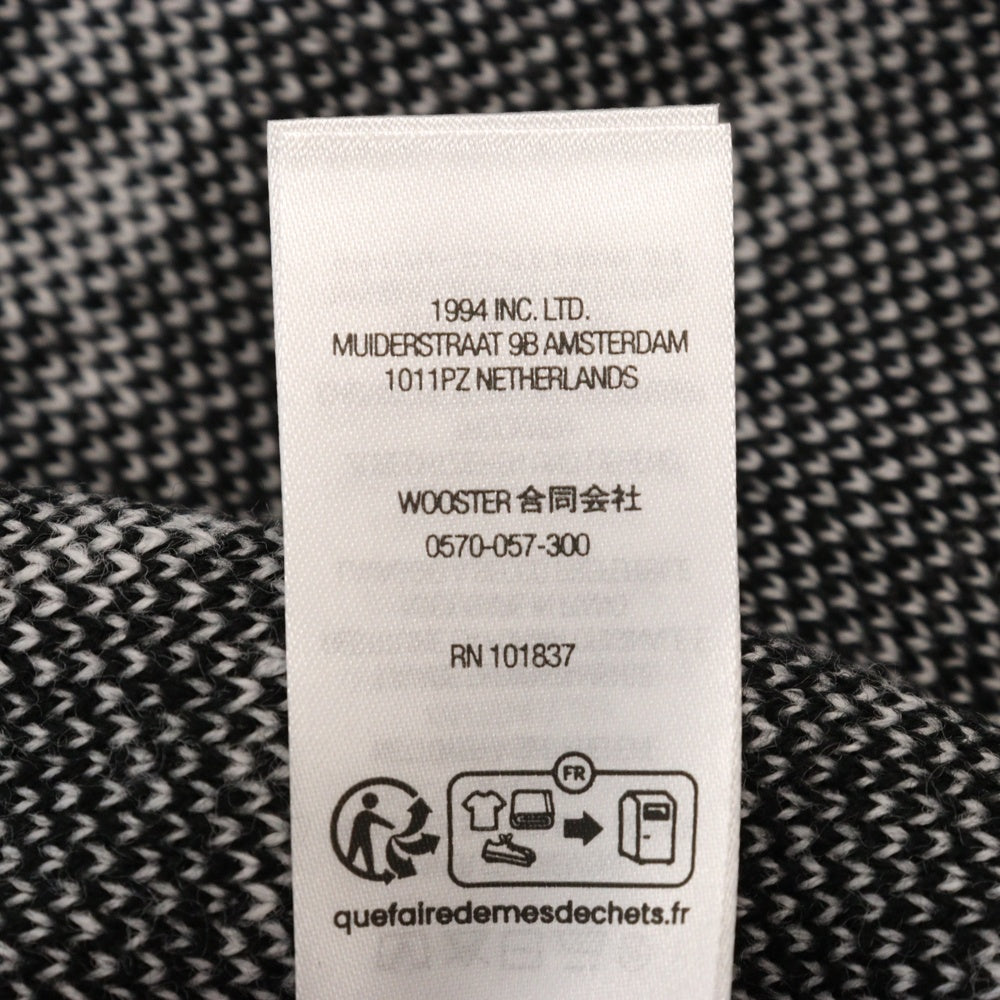 1994 INC. LTD.
MUIDERSTRAAT 9B AMSTERDAM
1011PZ NETHERLANDS
WOOSTER 合同会社
0570-057-300
RN 101837
FR
quefairedemesdechets.fr